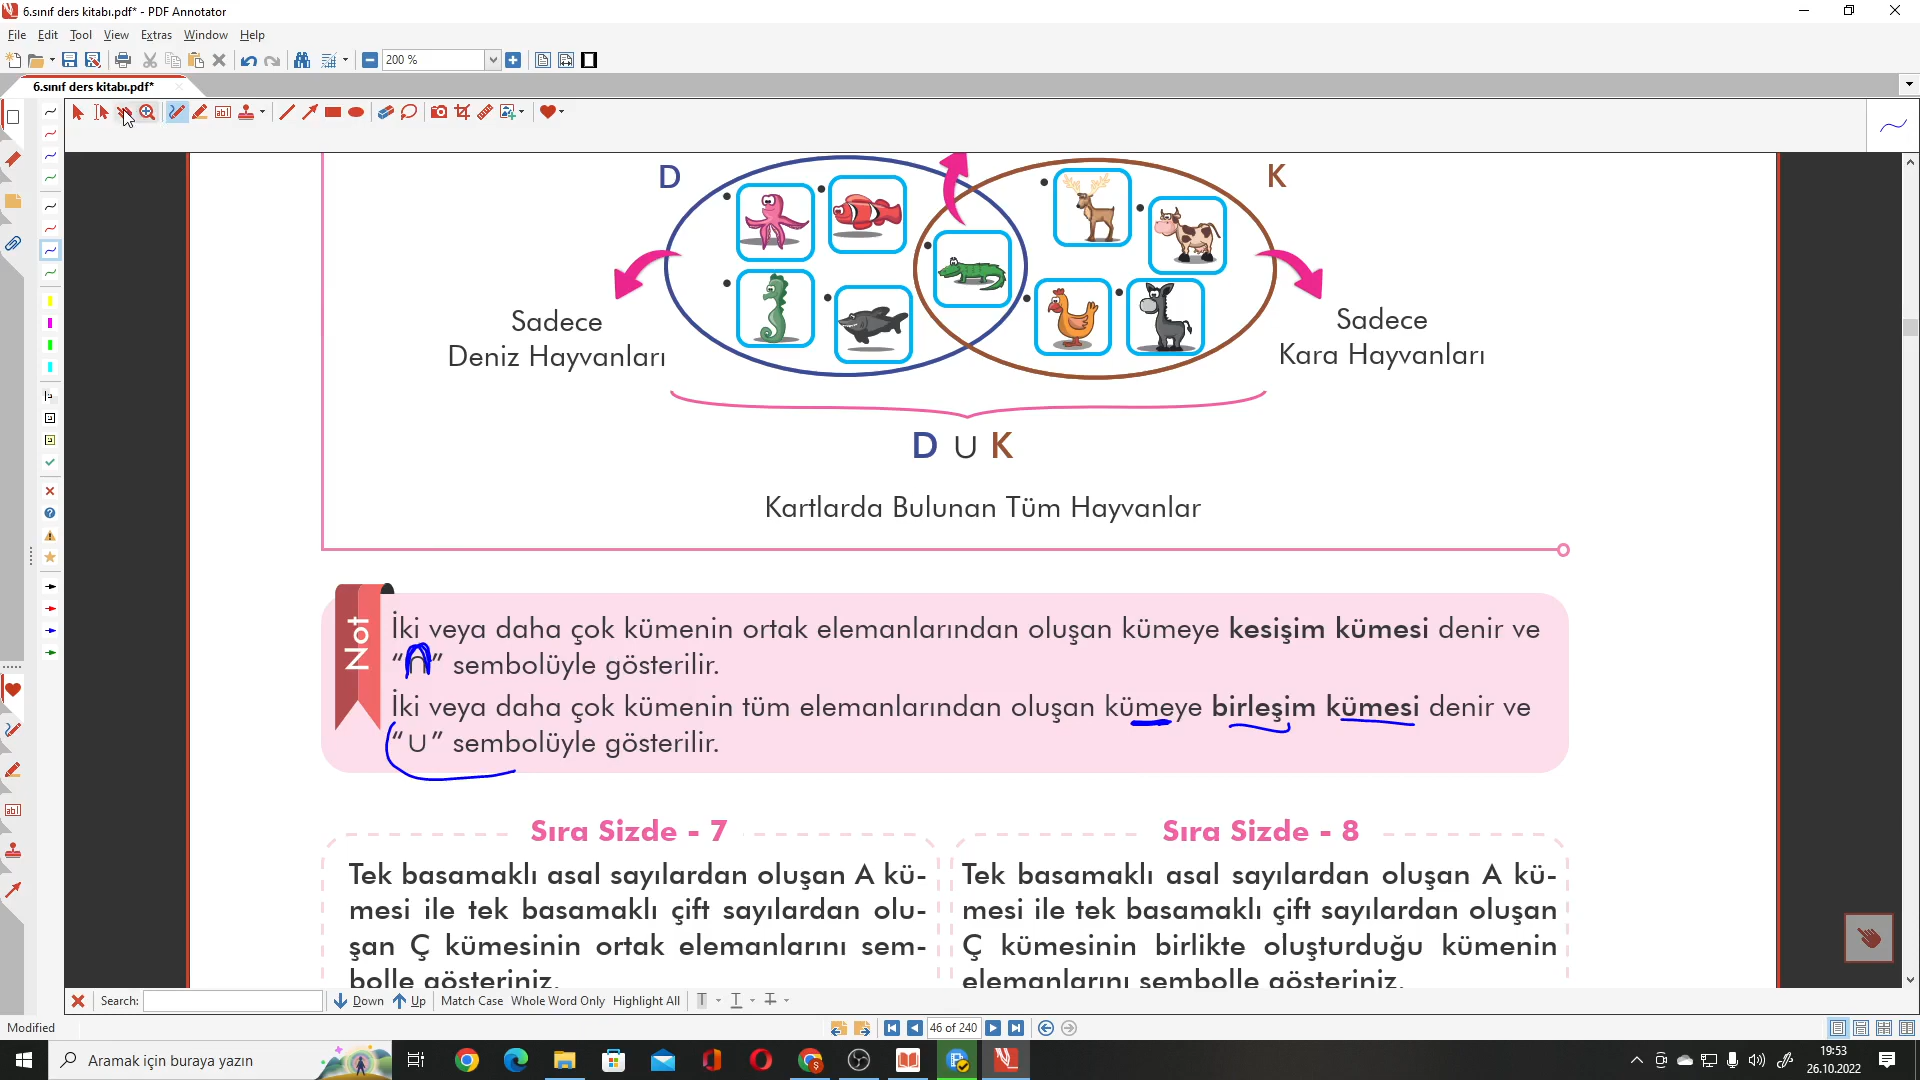 6.sınıf ders kitabı.pdf* - PDF Annotator
File Edit Tool View Extras Window Help
200 %
6.sınıf ders kitabı.pdf*
D
K
Sadece
Deniz Hayvanları
Sadece
Kara Hayvanları
D ∪ K
Kartlarda Bulunan Tüm Hayvanlar
Not
İki veya daha çok kümenin ortak elemanlarından oluşan kümeye kesişim kümesi denir ve
“∩” sembolüyle gösterilir.
İki veya daha çok kümenin tüm elemanlarından oluşan kümeye birleşim kümesi denir ve
“∪” sembolüyle gösterilir.
Sıra Sizde - 7
Tek basamaklı asal sayılardan oluşan A kü-
mesi ile tek basamaklı çift sayılardan olu-
şan Ç kümesinin ortak elemanlarını sem-
bolle gösteriniz.
Sıra Sizde - 8
Tek basamaklı asal sayılardan oluşan A kü-
mesi ile tek basamaklı çift sayılardan oluşan
Ç kümesinin birlikte oluşturduğu kümenin
elemanlarını sembolle gösteriniz.
Search: Down Up Match Case Whole Word Only Highlight All
Modified
46 of 240
Aramak için buraya yazın
19:53
26.10.2022